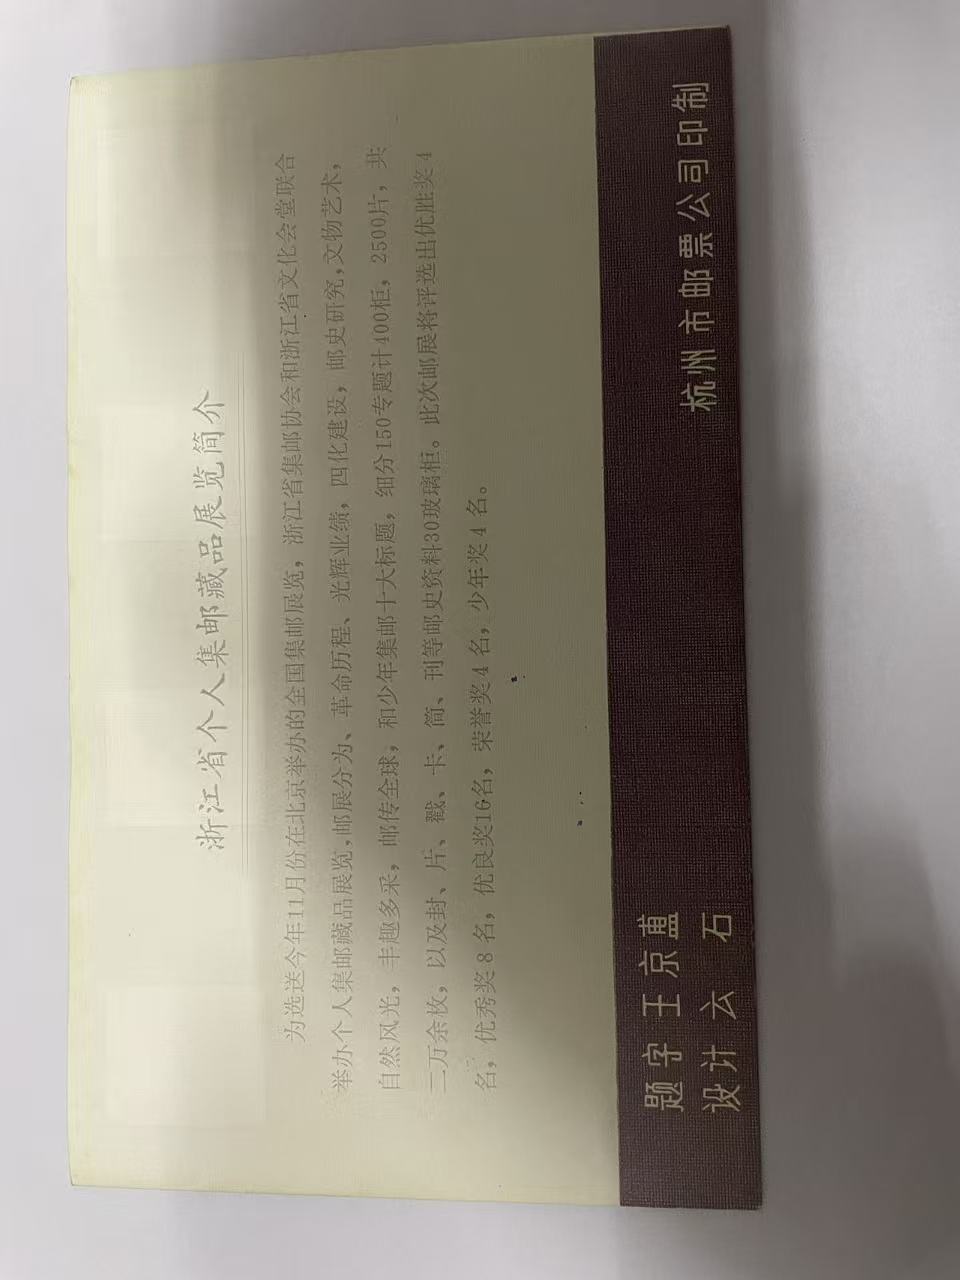 浙江省个人集邮藏品展览简介
为选送今年11月份在北京举办的全国集邮展览，浙江省集邮协会和浙江省文化会堂联合
举办个人集邮藏品展览，邮展分为、革命历程、光辉业绩，四化建设，邮史研究，文物艺术，
自然风光，丰趣多采，邮传全球，和少年集邮十大标题，细分150专题计400框，2500片，共
二万余枚，以及封、片、戳、卡、简、刊等邮史资料30玻璃柜。此次邮展将评选出优胜奖4
名，优秀奖8名，优良奖16名，荣誉奖4名，少年奖4名。
题字 王京
设计 云石
杭州市邮票公司印制